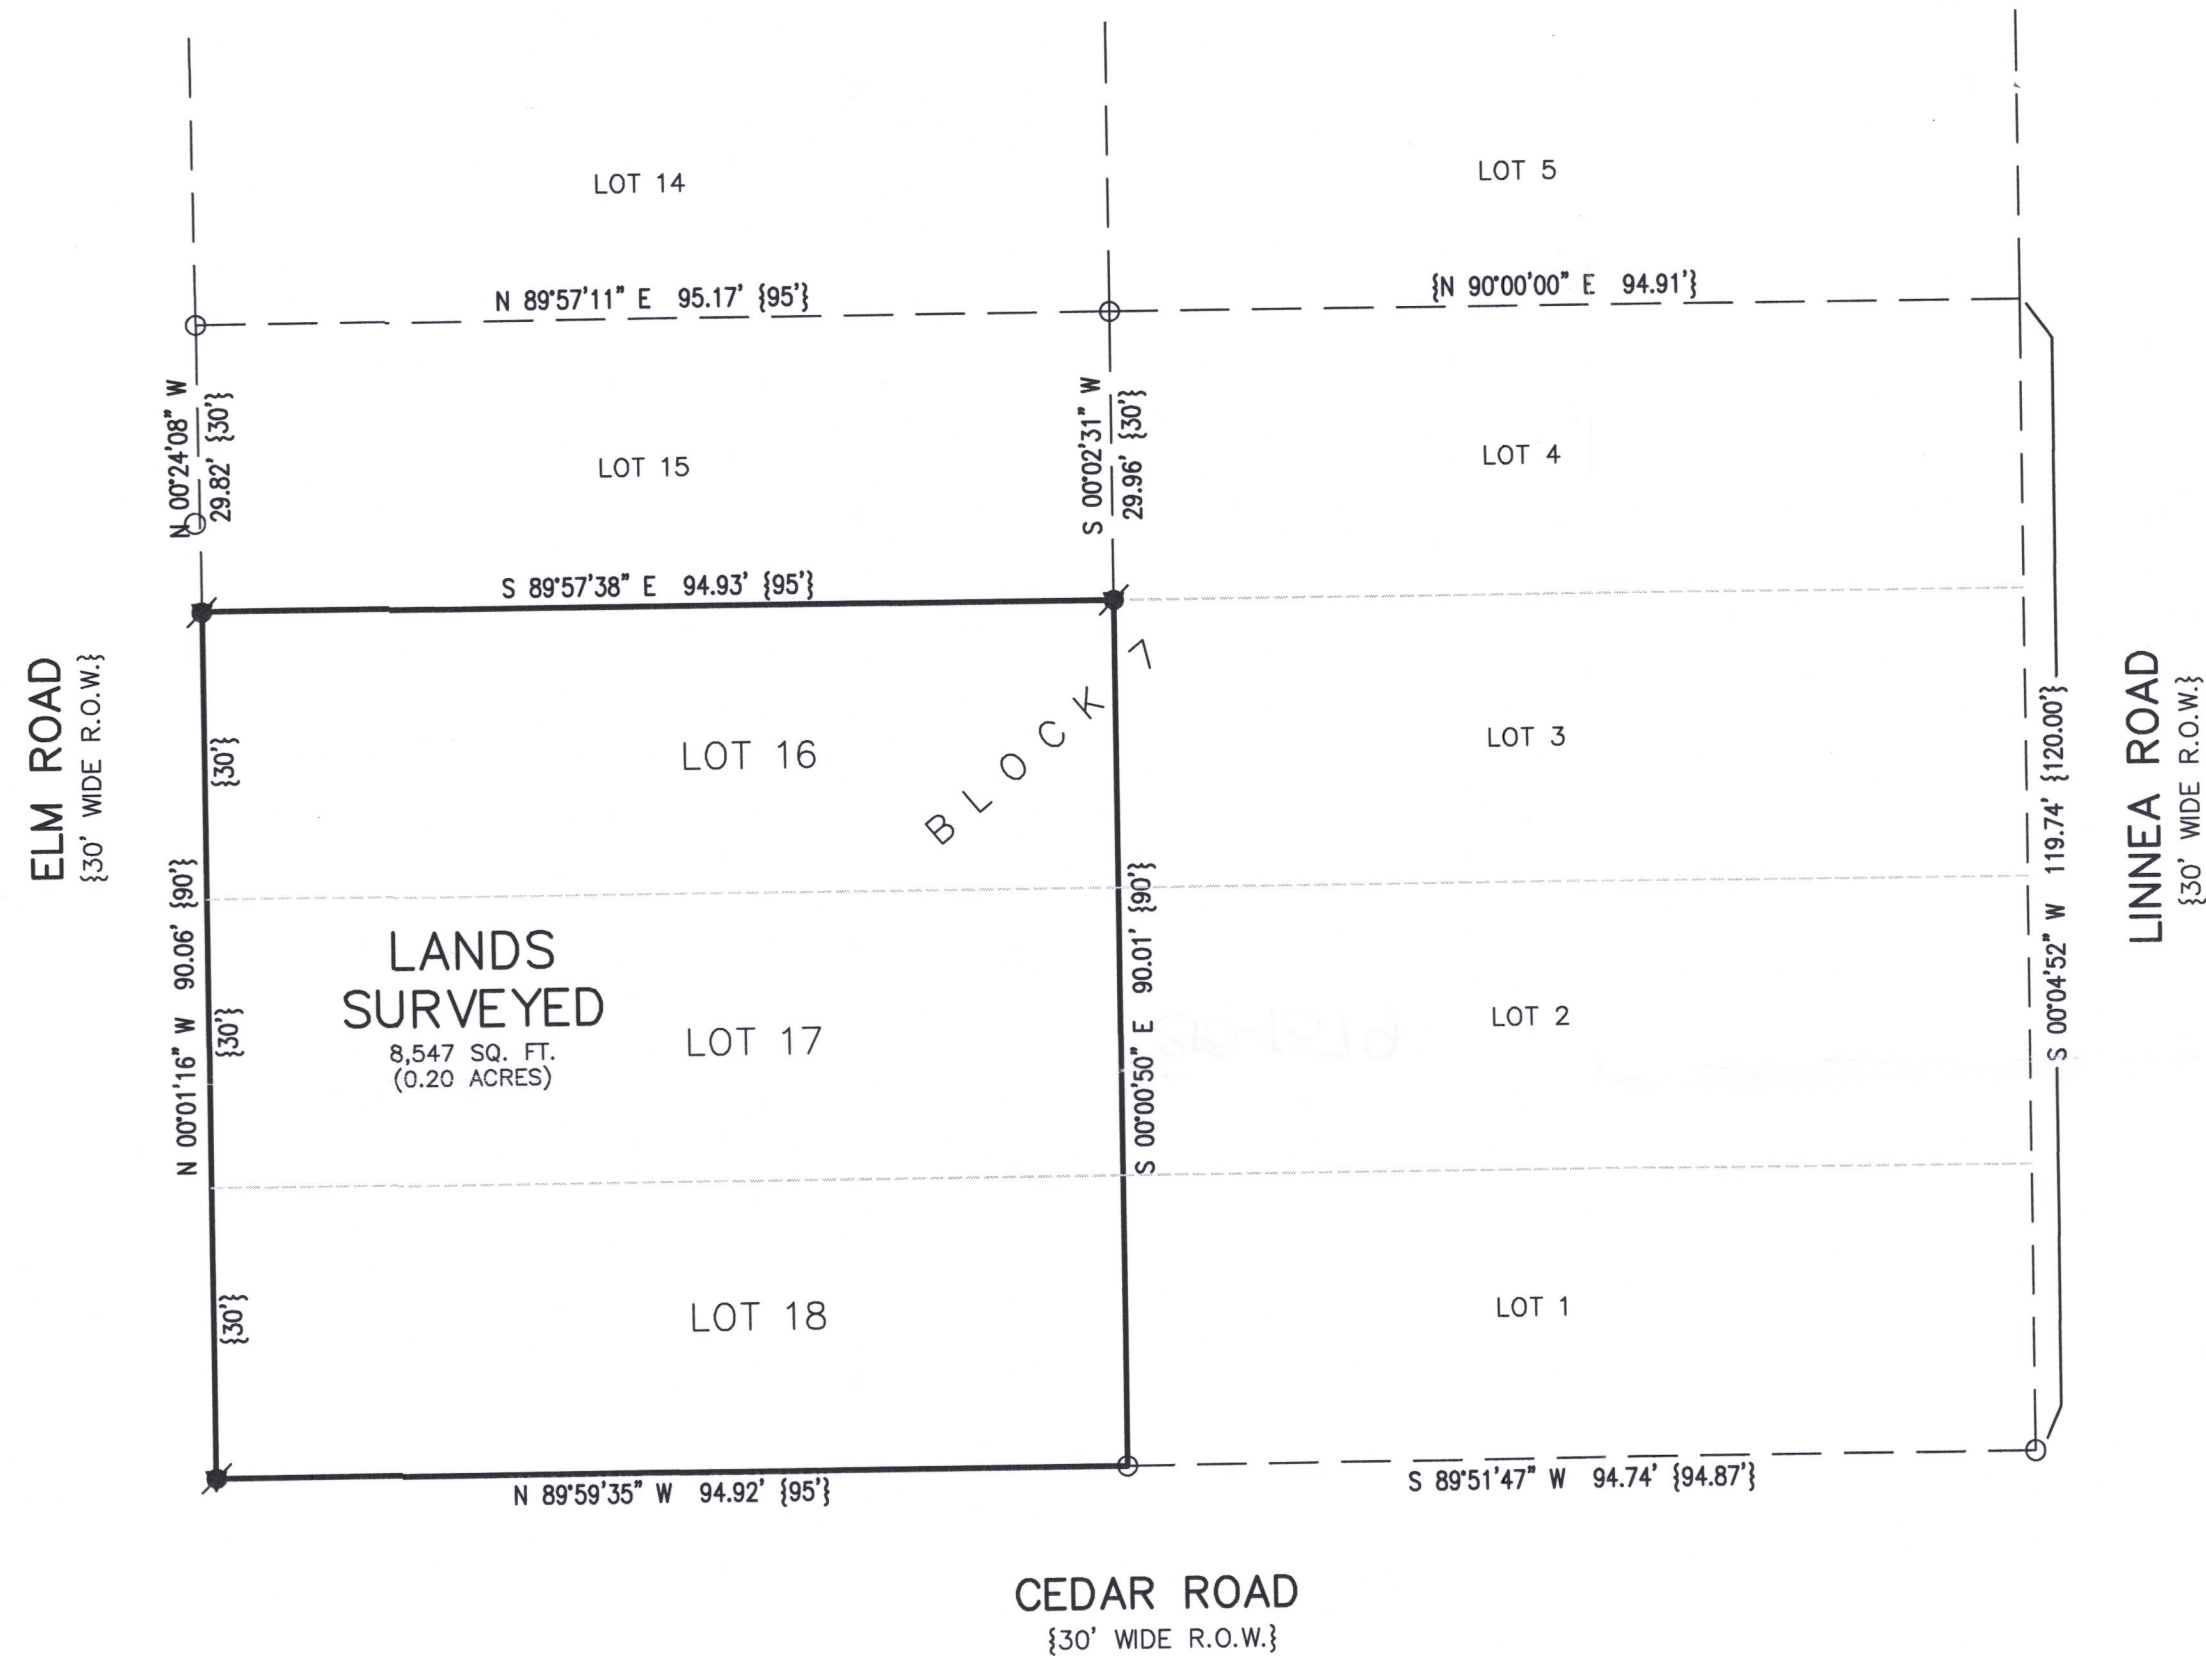 LOT 14
LOT 5
N 89°57'11" E 95.17' {95'}
{N 90°00'00" E 94.91'}
N 00°24'08" W
29.82' {30'}
S 00°02'31" W
29.96' {30'}
LOT 15
LOT 4
S 89°57'38" E 94.93' {95'}
ELM ROAD
{30' WIDE R.O.W.}
N 00°01'16" W 90.06' {90'}
{30'}
{30'}
{30'}
LOT 16
BLOCK 7
LOT 3
LANDS
SURVEYED
8,547 SQ. FT.
(0.20 ACRES)
LOT 17
S 00°00'50" E 90.01' {90'}
LOT 2
S 00°04'52" W 119.74' {120.00'}
LINNEA ROAD
{30' WIDE R.O.W.}
LOT 18
LOT 1
N 89°59'35" W 94.92' {95'}
S 89°51'47" W 94.74' {94.87'}
CEDAR ROAD
{30' WIDE R.O.W.}